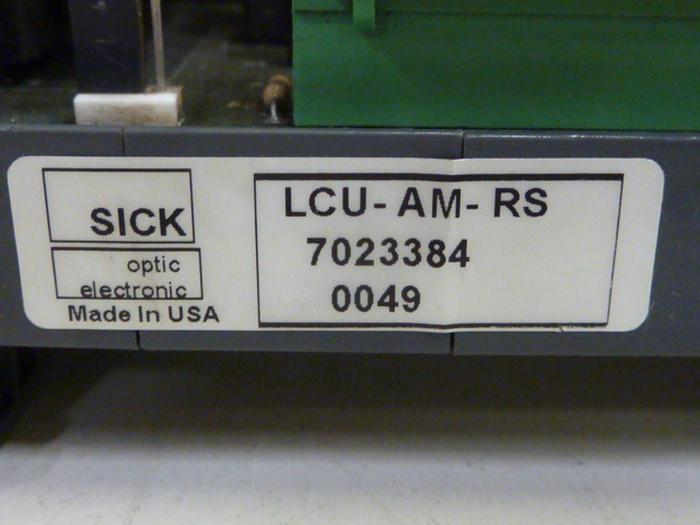 SICK
optic
electronic
Made In USA
LCU- AM- RS
7023384
0049